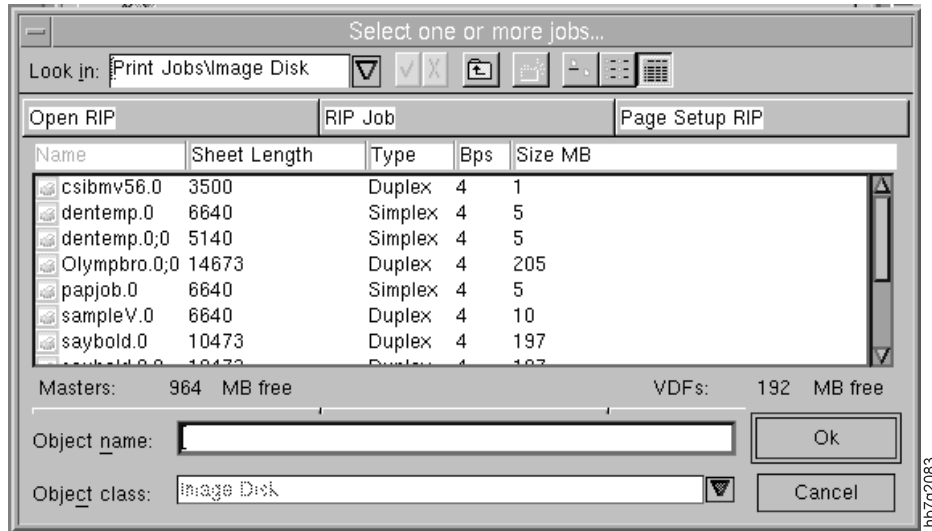 Select one or more jobs...
Look in: Print Jobs\Image Disk
Open RIP RIP Job Page Setup RIP
Name Sheet Length Type Bps Size MB
csibmv56.0 3500 Duplex 4 1
dentemp.0 6640 Simplex 4 5
dentemp.0;0 5140 Simplex 4 5
Olympbro.0;0 14673 Duplex 4 205
papjob.0 6640 Simplex 4 5
sampleV.0 6640 Duplex 4 10
saybold.0 10473 Duplex 4 197
Masters: 964 MB free VDFs: 192 MB free
Object name: Ok
Object class: Image Disk Cancel
hb7g2083